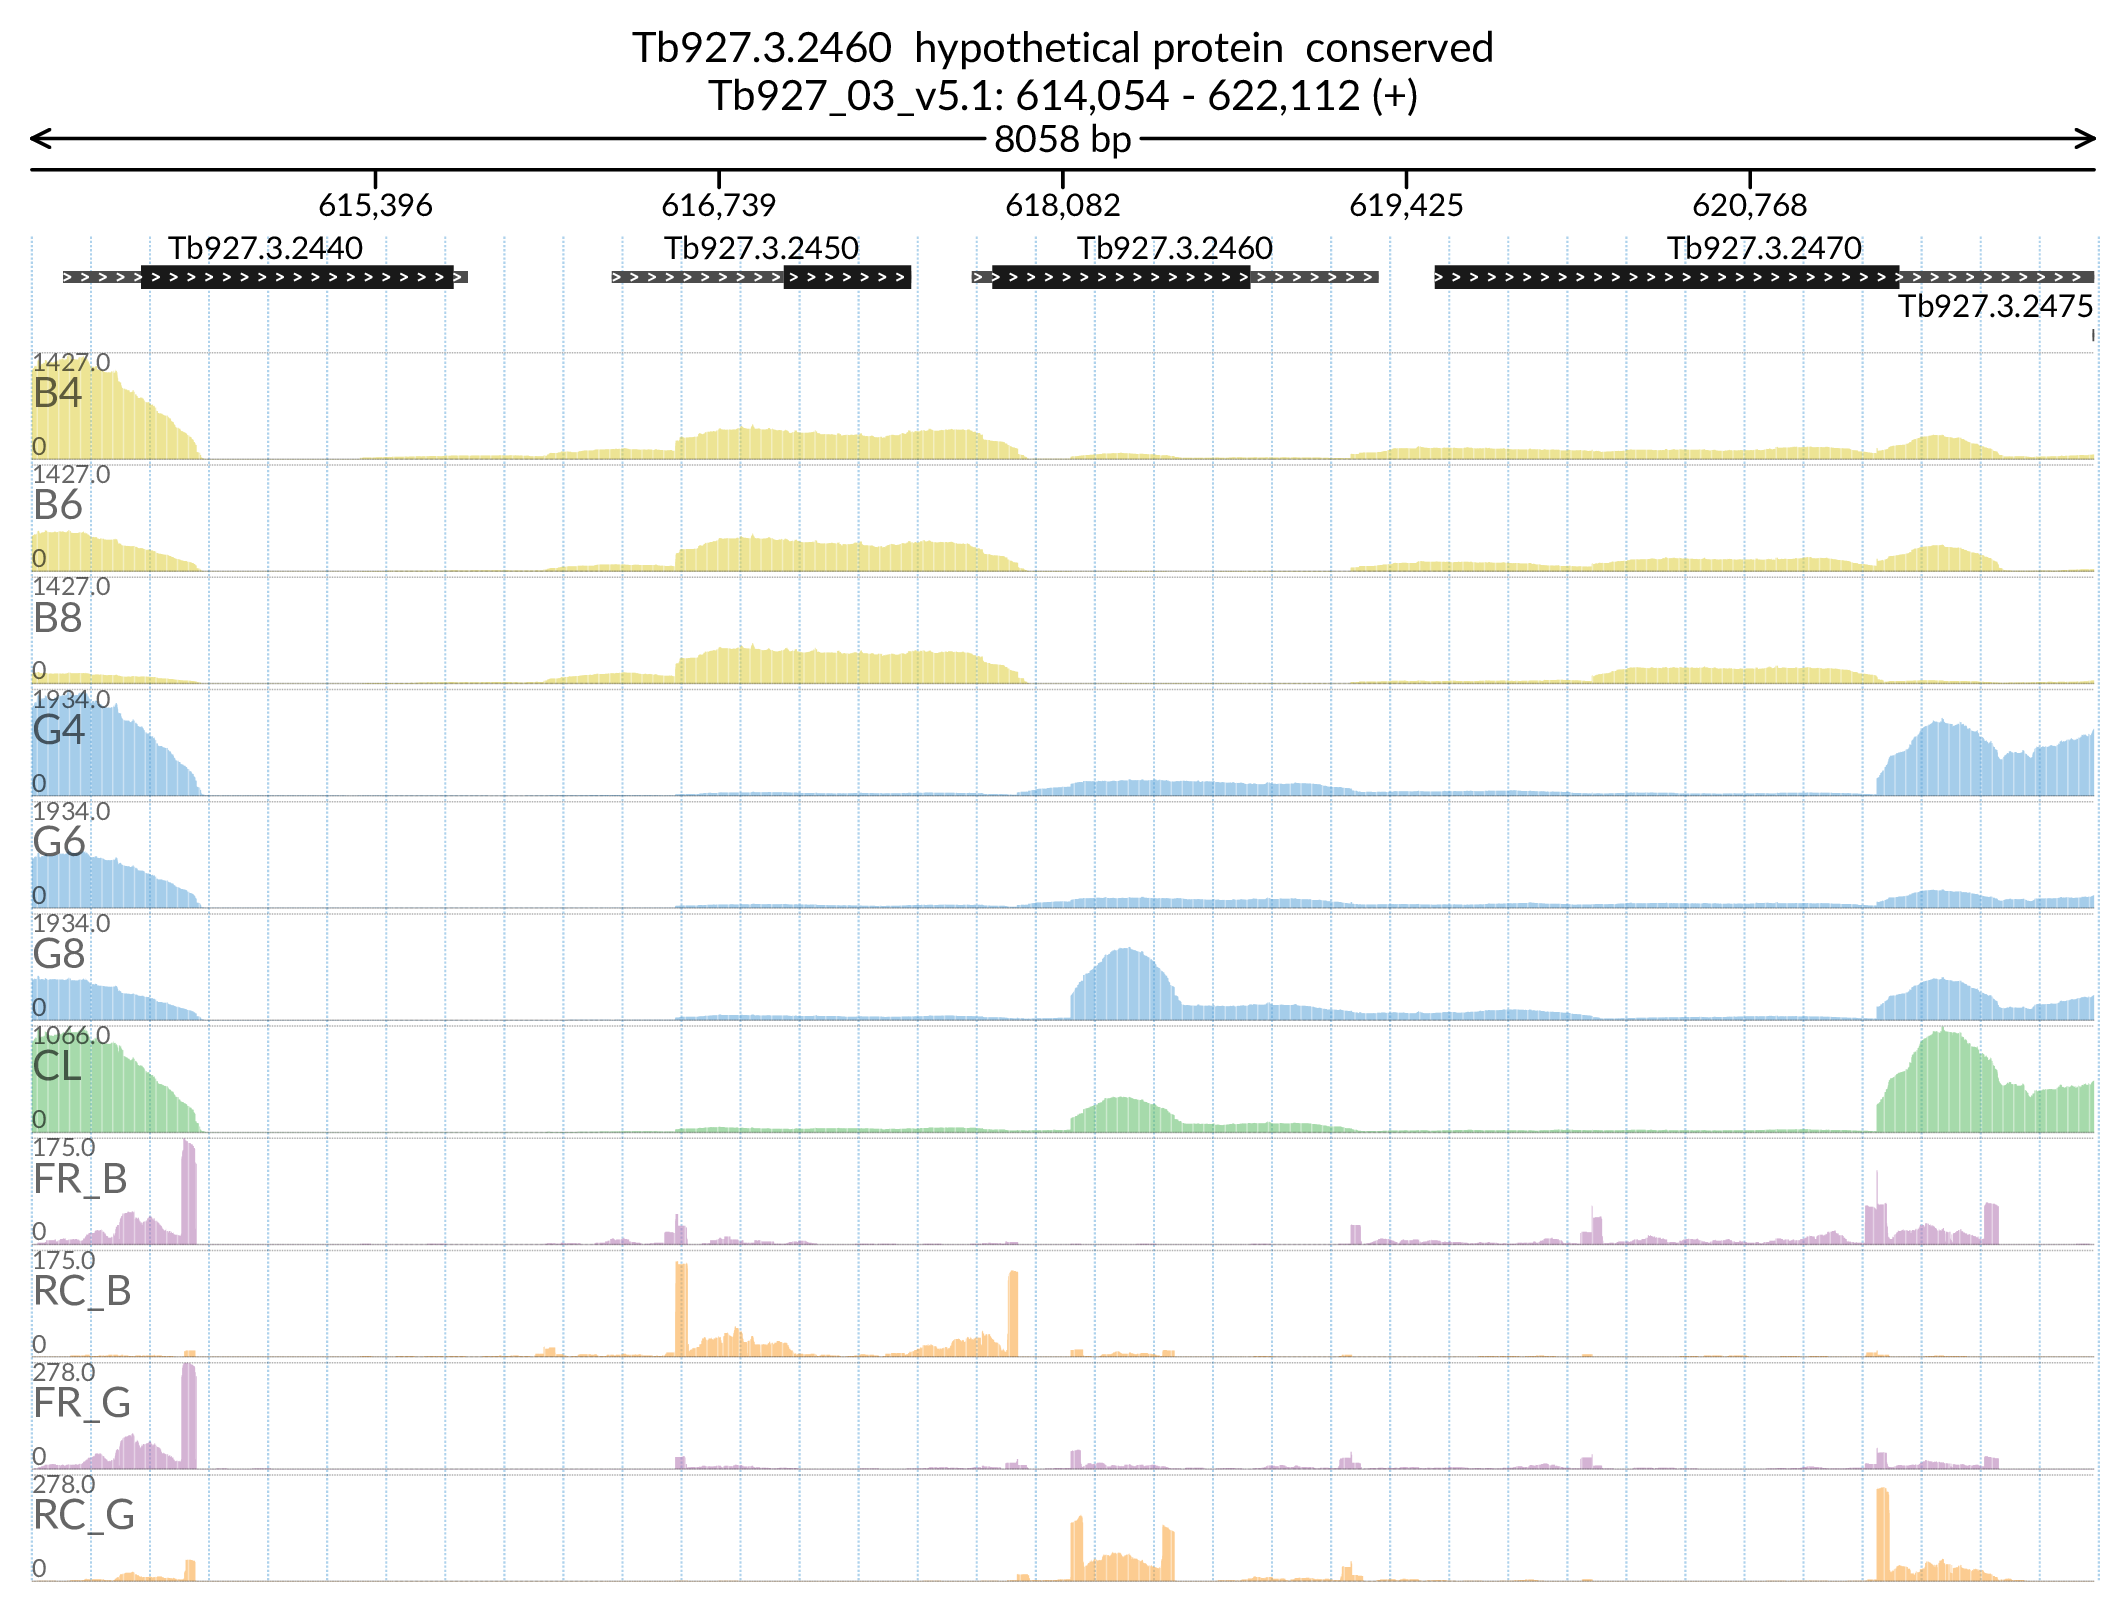 Tb927.3.2460 hypothetical protein conserved
Tb927_03_v5.1: 614,054 - 622,112 (+)
8058 bp
615,396 616,739 618,082 619,425 620,768
Tb927.3.2440 Tb927.3.2450 Tb927.3.2460 Tb927.3.2470
Tb927.3.2475
1427.0
B4
0
1427.0
B6
0
1427.0
B8
0
1934.0
G4
0
1934.0
G6
0
1934.0
G8
0
1066.0
CL
0
175.0
FR_B
0
175.0
RC_B
0
278.0
FR_G
0
278.0
RC_G
0